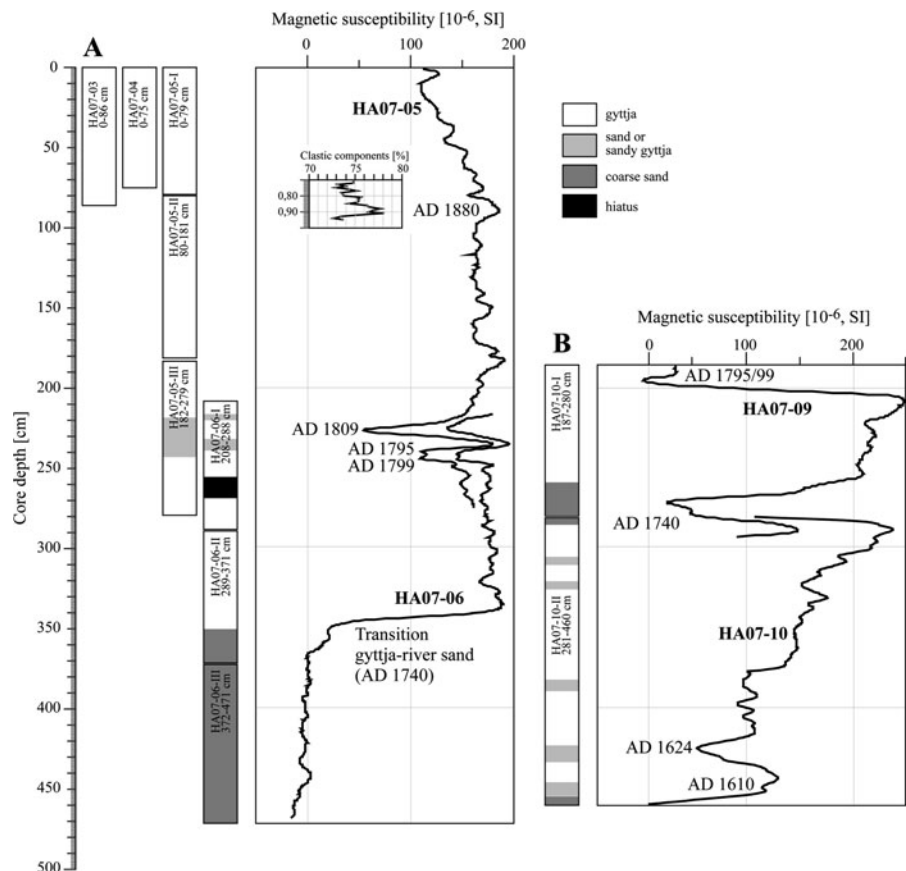 Magnetic susceptibility [10-6, SI]
A
0
100
200
0
50
100
150
200
250
300
350
400
450
500
Core depth [cm]
HA07-03
0-86 cm
HA07-04
0-75 cm
HA07-05-I
0-79 cm
HA07-05-II
80-181 cm
HA07-05-III
182-279 cm
HA07-06-I
208-288 cm
HA07-06-II
289-371 cm
HA07-06-III
372-471 cm
HA07-05
Clastic components [%]
70
75
80
0,80
0,90
AD 1880
AD 1809
AD 1795
AD 1799
HA07-06
Transition
gyttja-river sand
(AD 1740)
gyttja
sand or
sandy gyttja
coarse sand
hiatus
Magnetic susceptibility [10-6, SI]
B
0
100
200
HA07-10-I
187-280 cm
HA07-10-II
281-460 cm
AD 1795/99
HA07-09
AD 1740
HA07-10
AD 1624
AD 1610